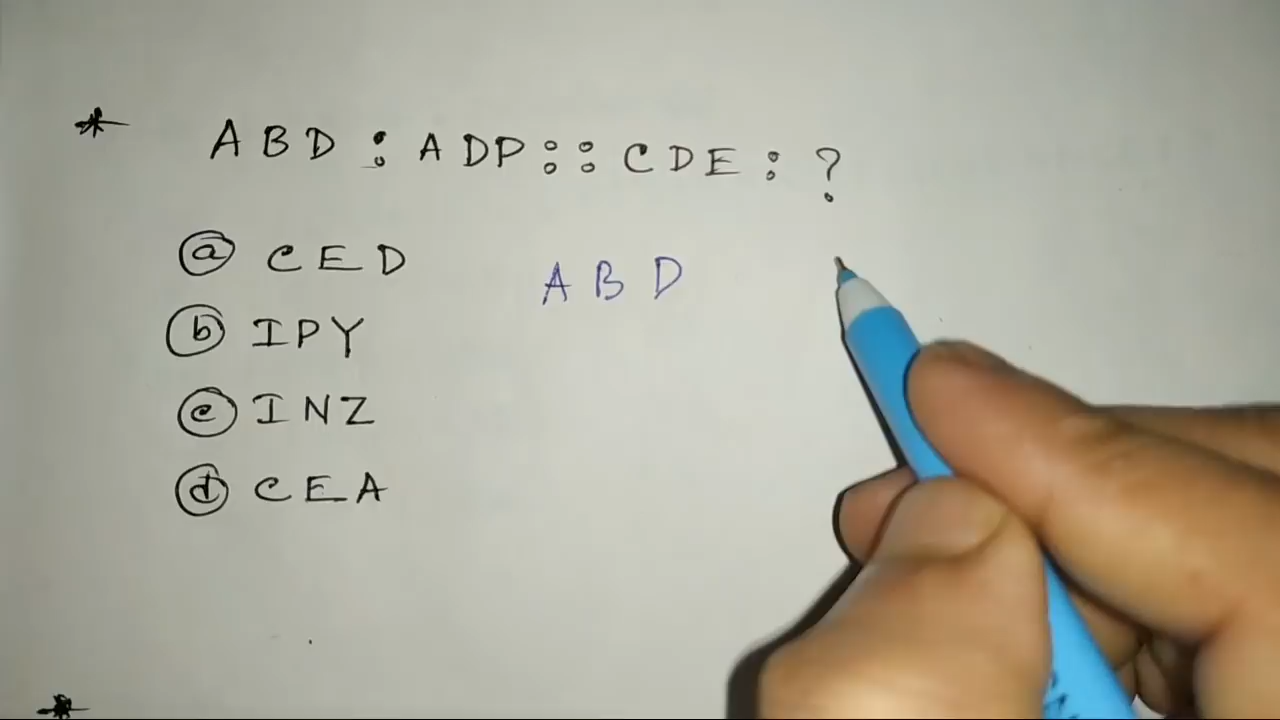 * ABD : ADP :: CDE : ?
ⓐ CED
ABD
ⓑ IPY
ⓒ INZ
ⓓ CEA
*